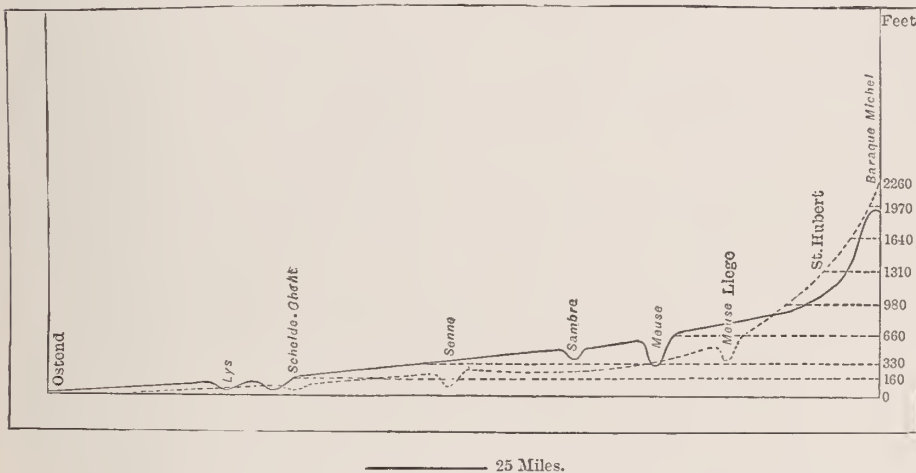 Feet
Baraque Michel
2260
1970
St. Hubert
1640
1310
980
Meuse Liege
660
Meuse
Sambre
Senne
330
Schelde. Ghent
Lys
160
Ostend
0
25 Miles.